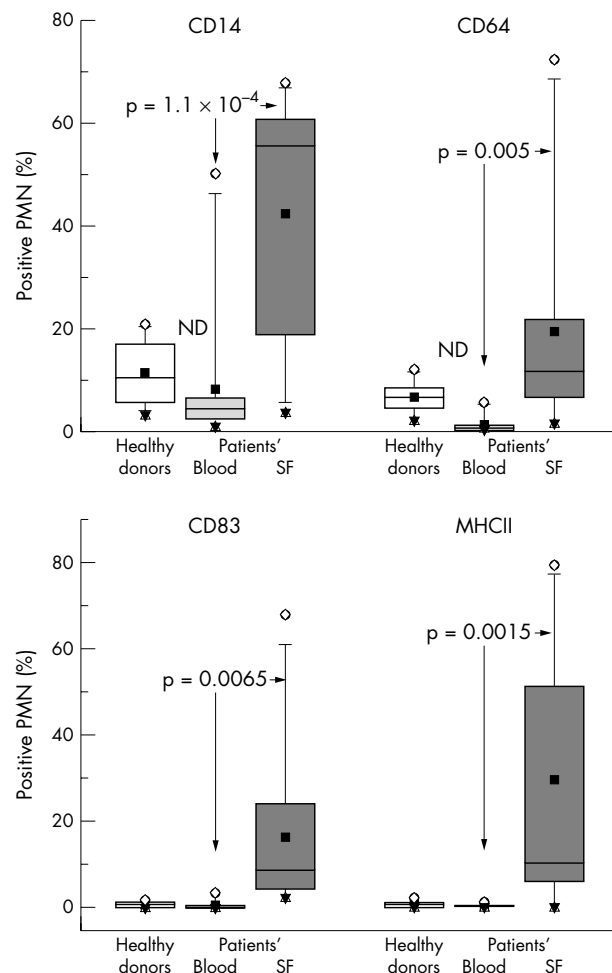 CD14 CD64
80
60
40
20
0
Positive PMN (%)
p = 1.1 × 10⁻⁴
p = 0.005
ND
ND
Healthy donors
Patients’
Blood SF
Healthy donors
Patients’
Blood SF
CD83 MHCII
80
60
40
20
0
Positive PMN (%)
p = 0.0065
p = 0.0015
Healthy donors
Patients’
Blood SF
Healthy donors
Patients’
Blood SF